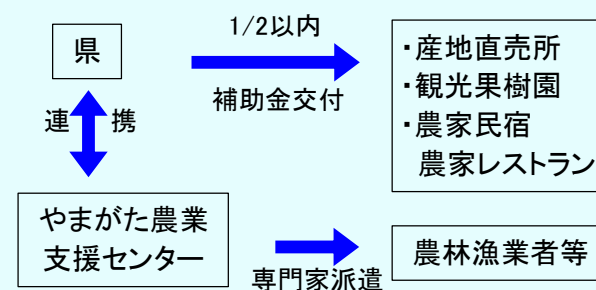 県
1/2以内
補助金交付
・産地直売所
・観光果樹園
・農家民宿
農家レストラン
連 携
やまがた農業
支援センター
専門家派遣
農林漁業者等